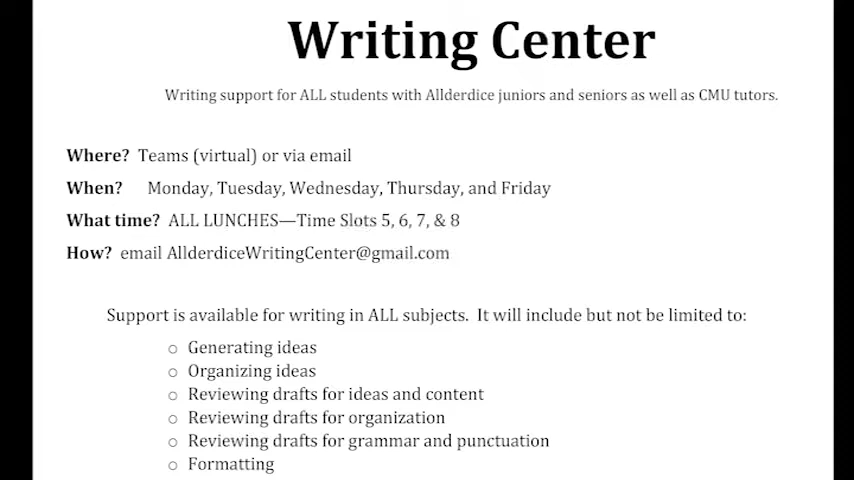 Writing Center
Writing support for ALL students with Allderdice juniors and seniors as well as CMU tutors.
Where? Teams (virtual) or via email
When? Monday, Tuesday, Wednesday, Thursday, and Friday
What time? ALL LUNCHES—Time Slots 5, 6, 7, & 8
How? email AllderdiceWritingCenter@gmail.com
Support is available for writing in ALL subjects. It will include but not be limited to:
○ Generating ideas
○ Organizing ideas
○ Reviewing drafts for ideas and content
○ Reviewing drafts for organization
○ Reviewing drafts for grammar and punctuation
○ Formatting